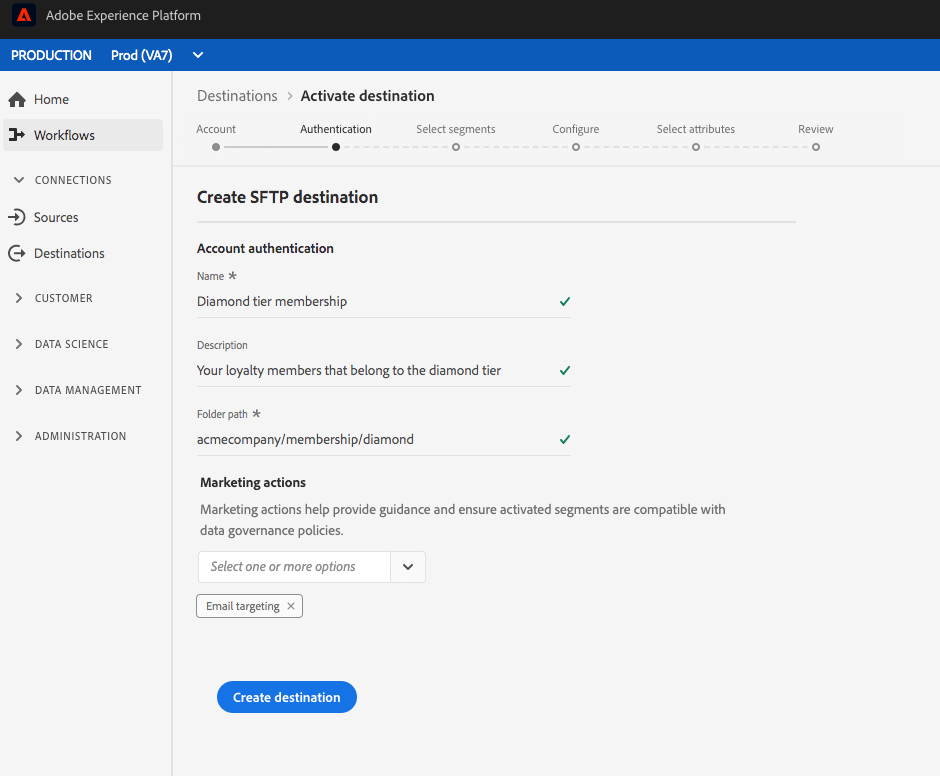 Adobe Experience Platform
PRODUCTION Prod (VA7)
Home
Workflows
CONNECTIONS
Sources
Destinations
CUSTOMER
DATA SCIENCE
DATA MANAGEMENT
ADMINISTRATION
Destinations > Activate destination
Account Authentication Select segments Configure Select attributes Review
Create SFTP destination
Account authentication
Name *
Diamond tier membership
Description
Your loyalty members that belong to the diamond tier
Folder path *
acmecompany/membership/diamond
Marketing actions
Marketing actions help provide guidance and ensure activated segments are compatible with
data governance policies.
Select one or more options
Email targeting ×
Create destination